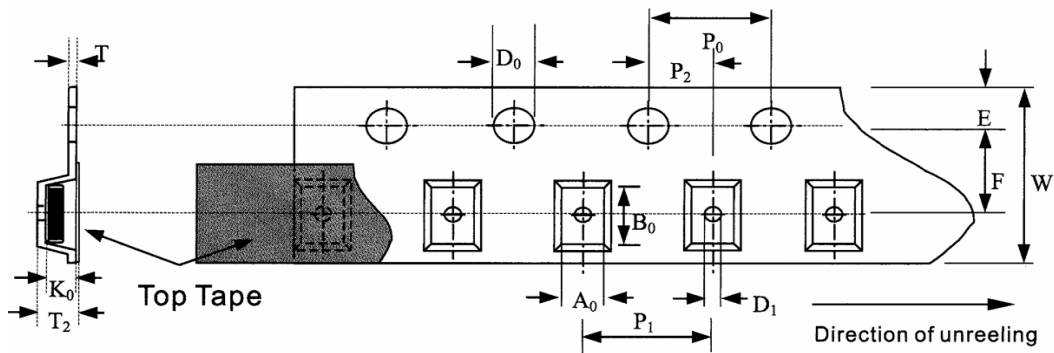 T
D₀
P₀
P₂
E
W
F
B₀
K₀
Top Tape
A₀
D₁
T₂
P₁
Direction of unreeling